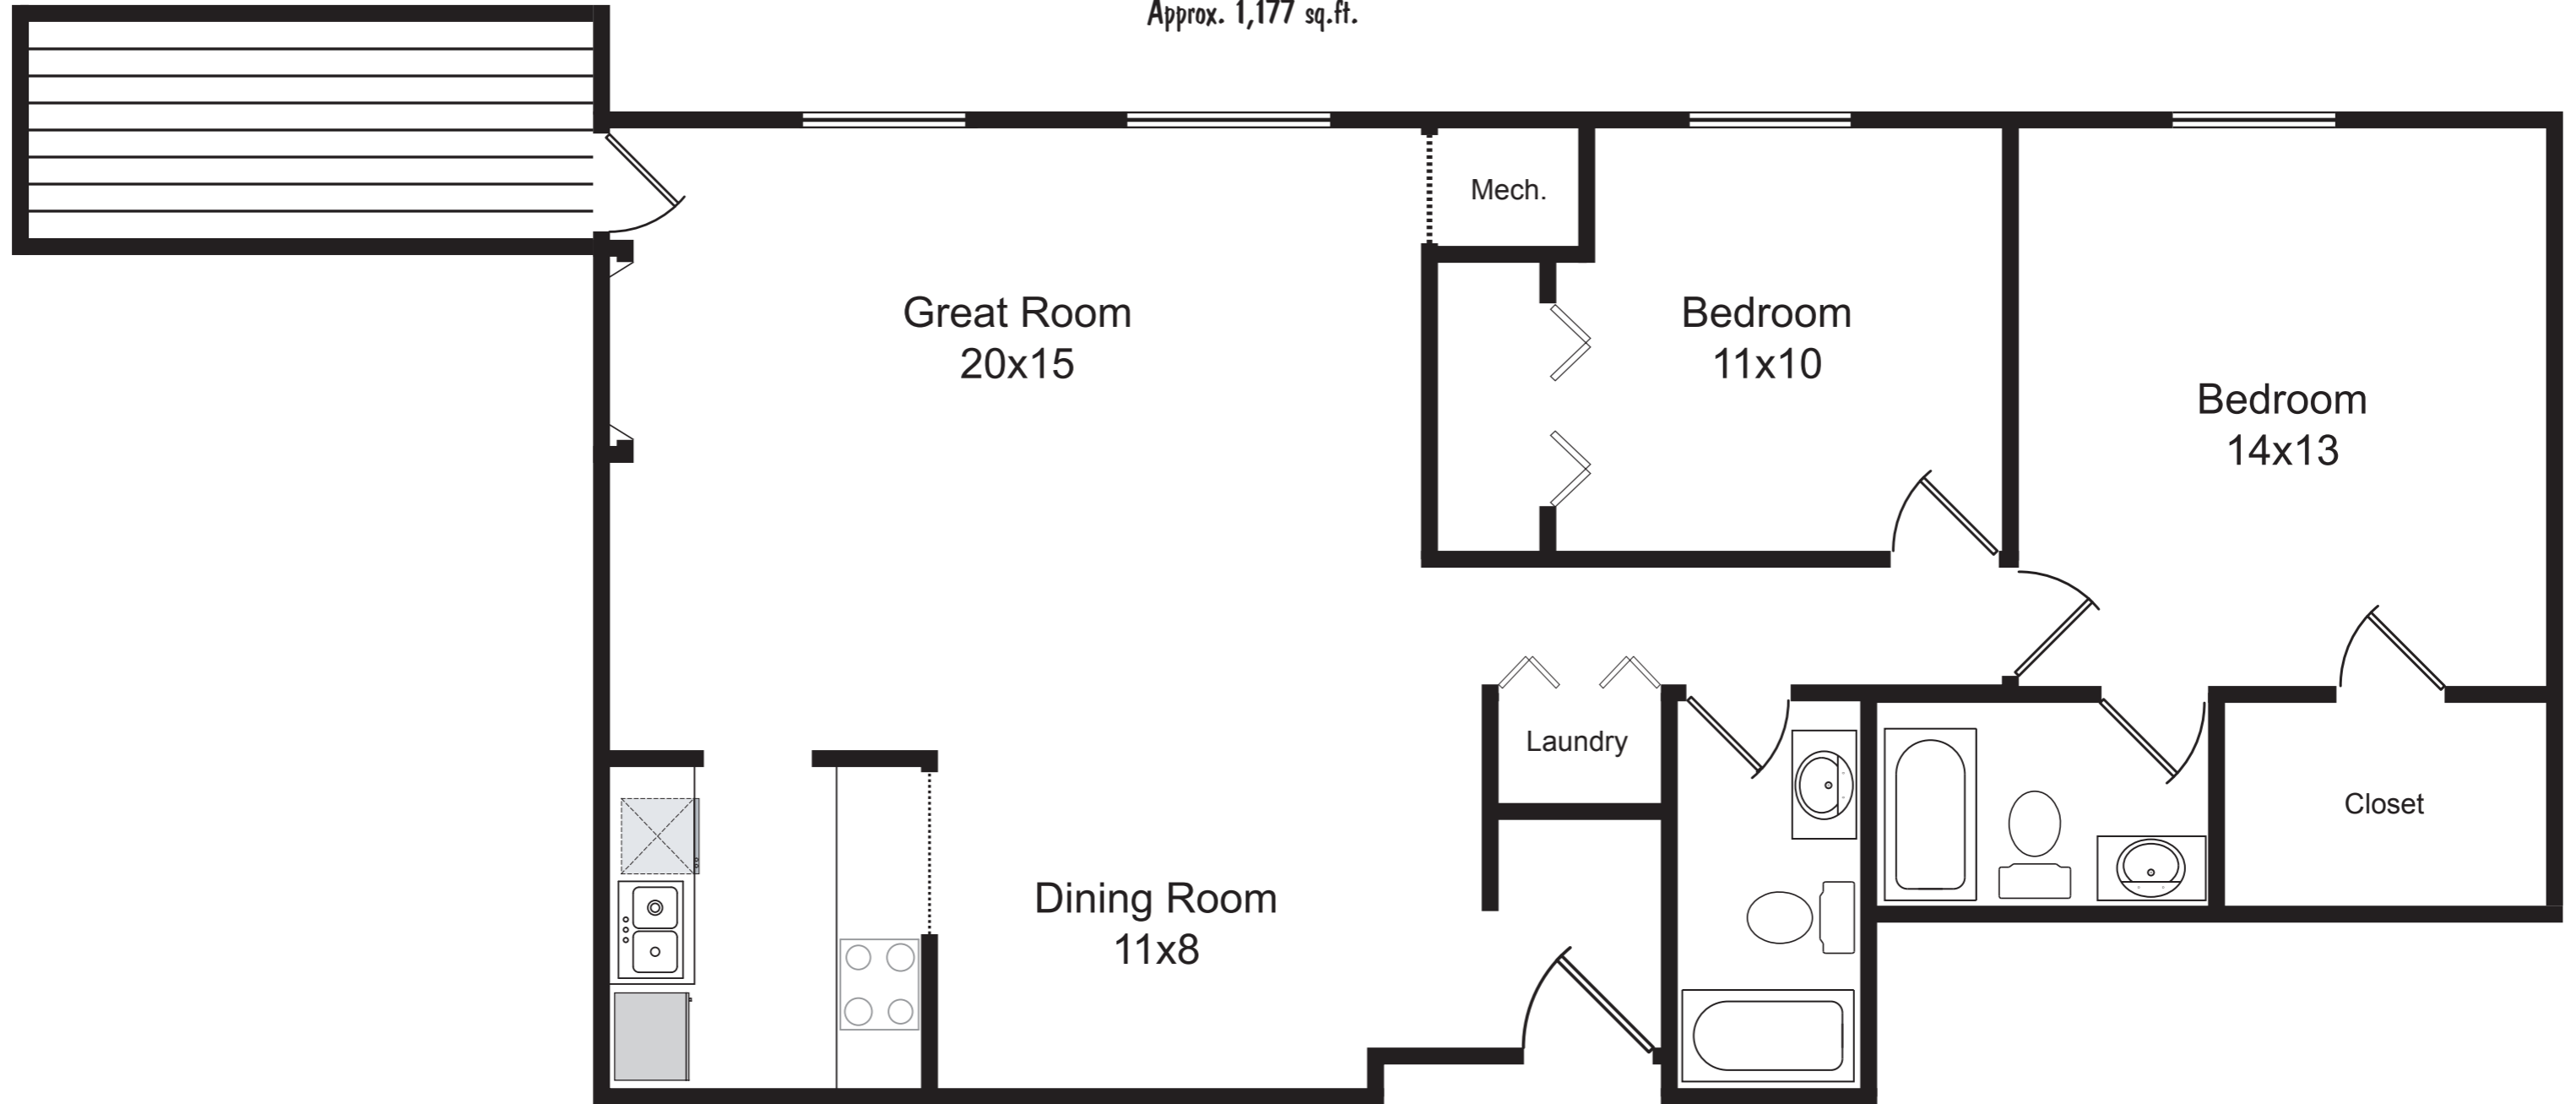 Approx. 1,177 sq.ft.
Mech.
Great Room
20x15
Bedroom
11x10
Bedroom
14x13
Laundry
Closet
Dining Room
11x8